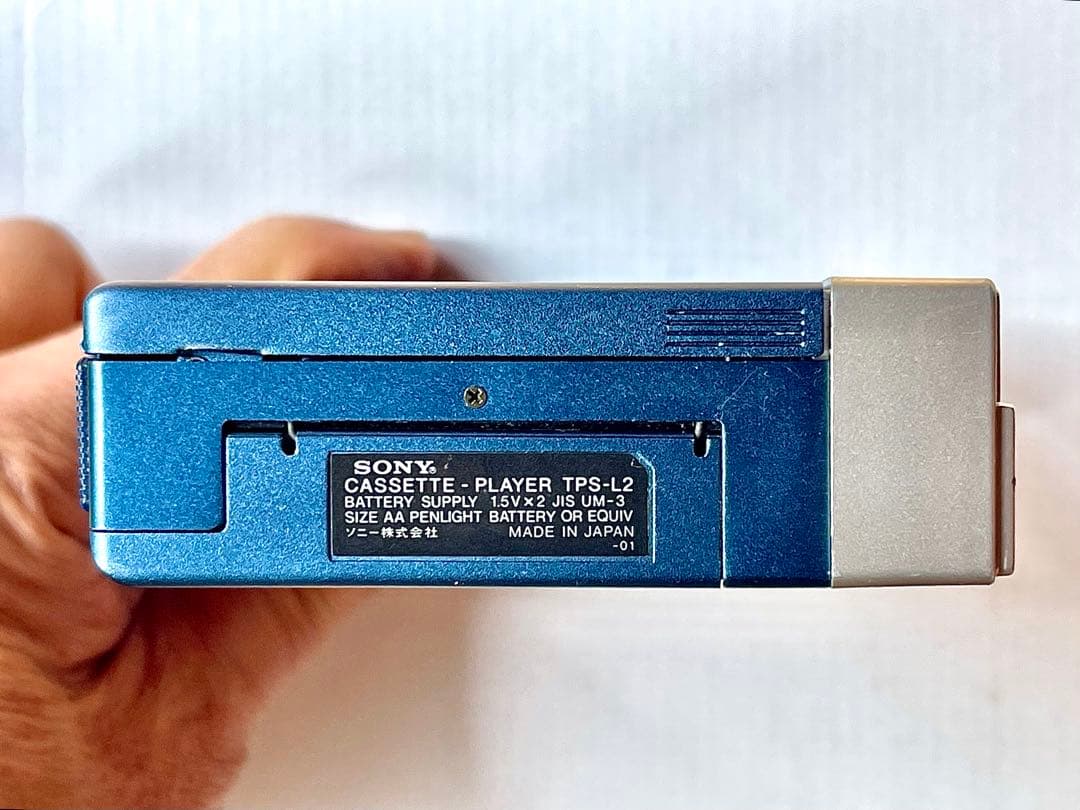 SONY®
CASSETTE - PLAYER TPS-L2
BATTERY SUPPLY 1.5V×2 JIS UM-3
SIZE AA PENLIGHT BATTERY OR EQUIV
ソニー株式会社 MADE IN JAPAN
-01